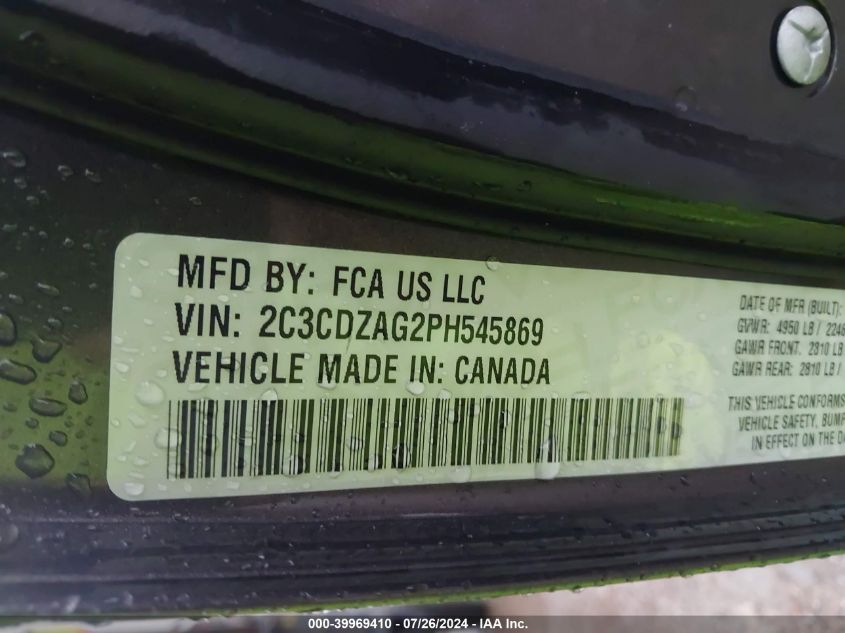 MFD BY: FCA US LLC
VIN: 2C3CDZAG2PH545869
VEHICLE MADE IN: CANADA
DATE OF MFR (BUILT):
GVWR: 4950 LB / 2246
GAWR FRONT: 2810 LB
GAWR REAR: 2810 LB /
THIS VEHICLE CONFORMS
VEHICLE SAFETY, BUMP
IN EFFECT ON THE DA
000-39969410 - 07/26/2024 - IAA Inc.